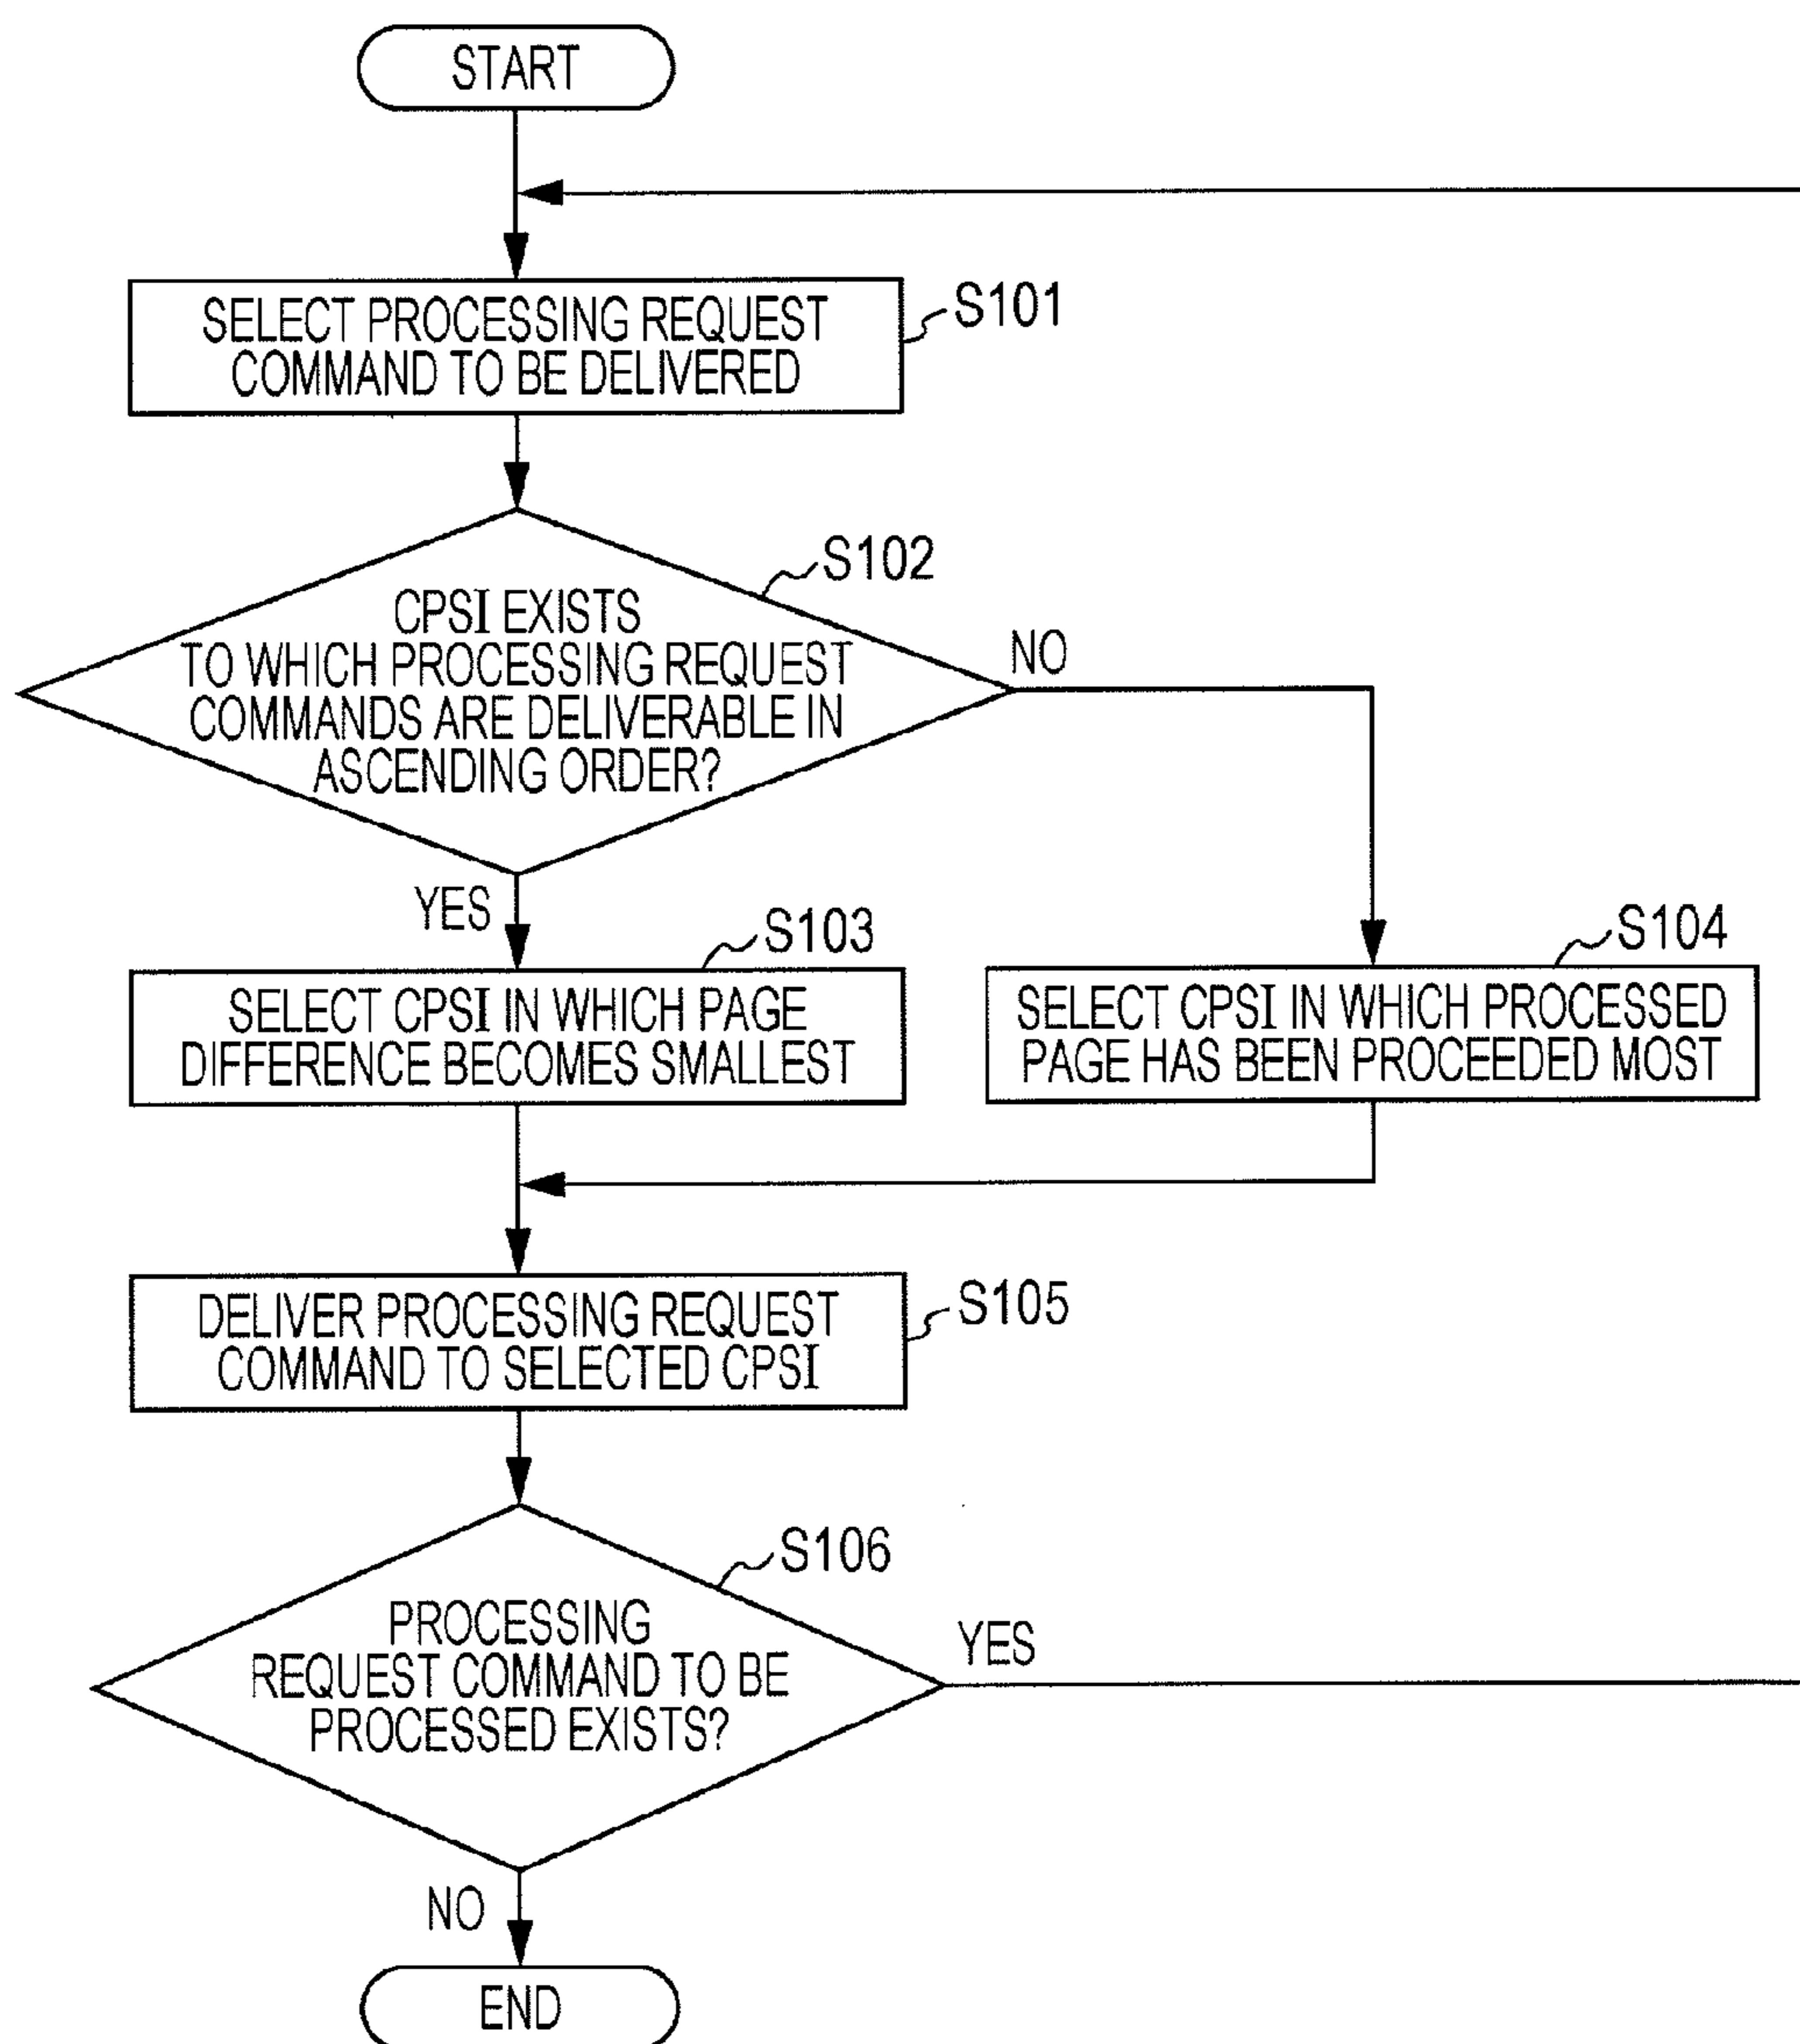 START
SELECT PROCESSING REQUEST
COMMAND TO BE DELIVERED
S101
S102
CPSI EXISTS
TO WHICH PROCESSING REQUEST
COMMANDS ARE DELIVERABLE IN
ASCENDING ORDER?
NO
YES
S103
SELECT CPSI IN WHICH PAGE
DIFFERENCE BECOMES SMALLEST
S104
SELECT CPSI IN WHICH PROCESSED
PAGE HAS BEEN PROCEEDED MOST
DELIVER PROCESSING REQUEST
COMMAND TO SELECTED CPSI
S105
S106
PROCESSING
REQUEST COMMAND TO BE
PROCESSED EXISTS?
YES
NO
END